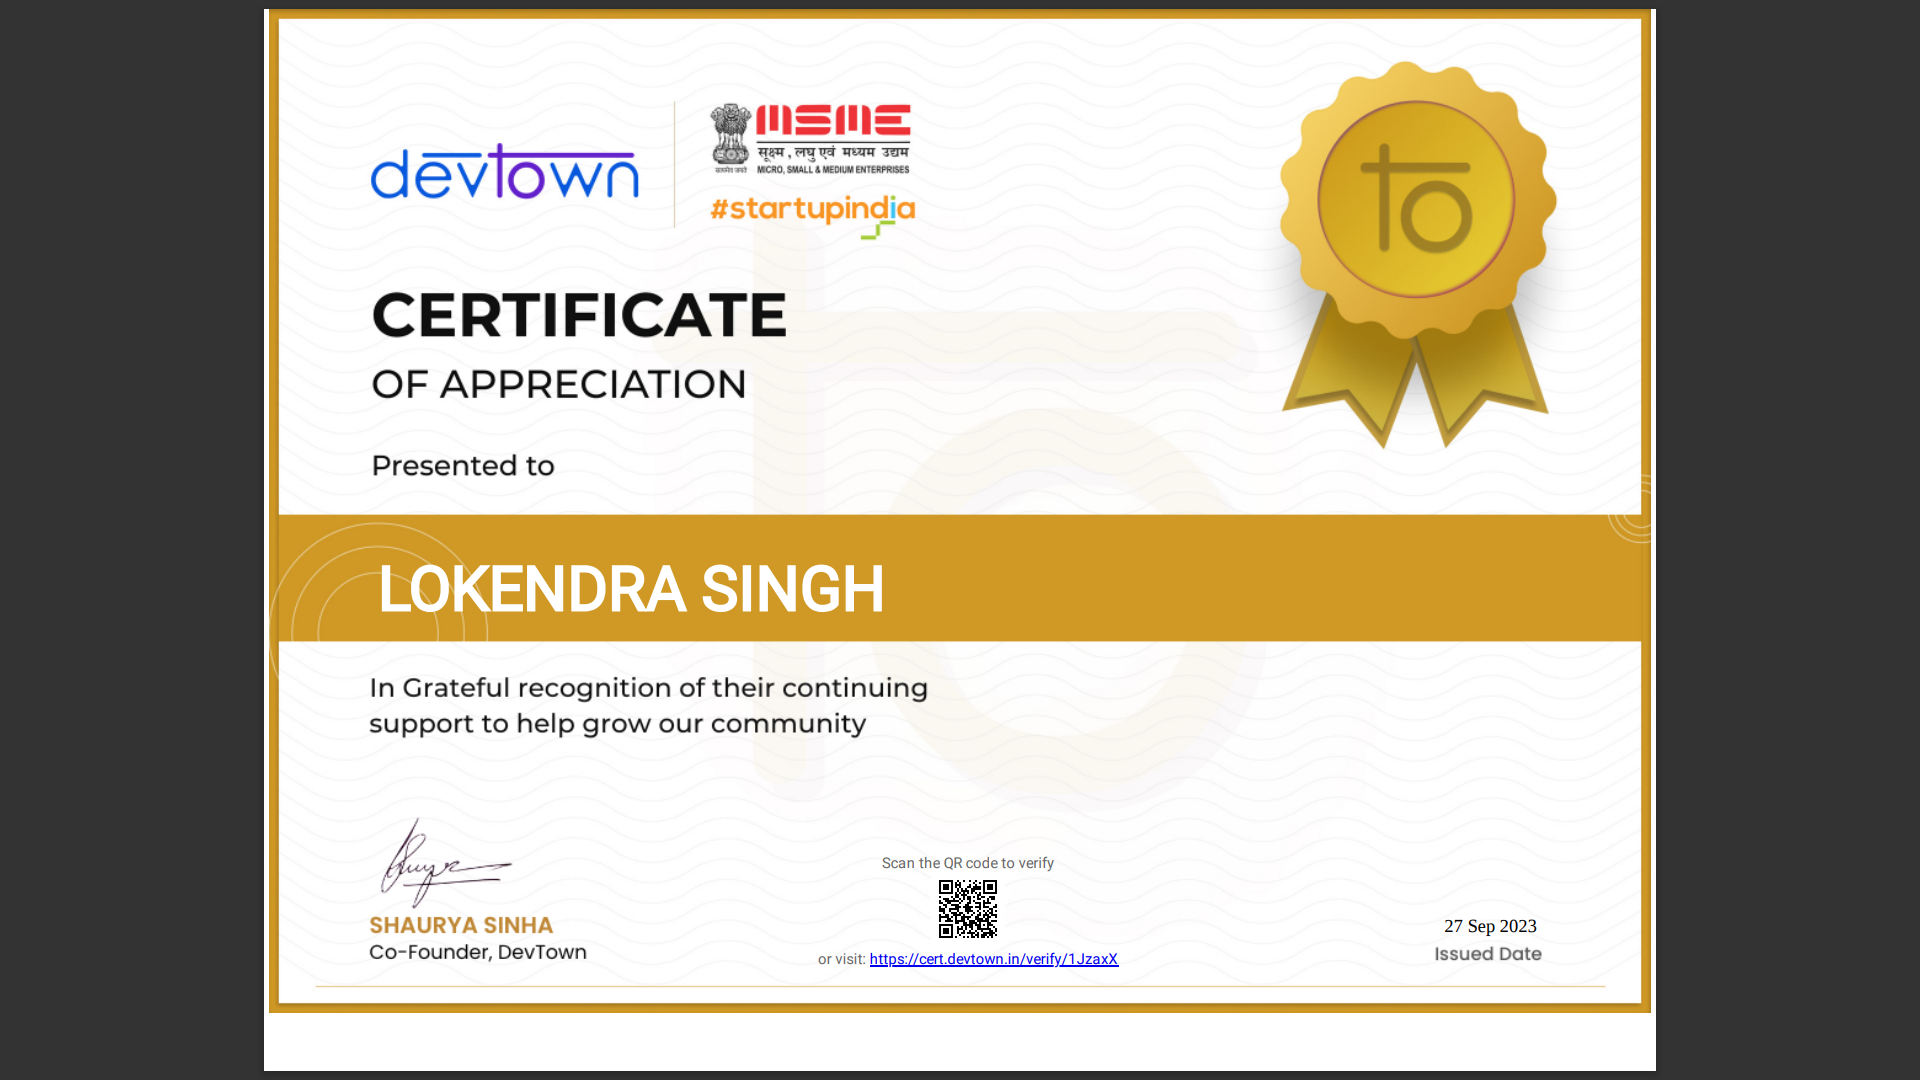 devtown
MSME
सूक्ष्म , लघु एवं मध्यम उद्यम
सत्यमेव जयते
MICRO, SMALL & MEDIUM ENTERPRISES
#startupindia
to
CERTIFICATE
OF APPRECIATION
Presented to
LOKENDRA SINGH
In Grateful recognition of their continuing
support to help grow our community
SHAURYA SINHA
Co-Founder, DevTown
Scan the QR code to verify
or visit: https://cert.devtown.in/verify/1JzaxX
27 Sep 2023
Issued Date